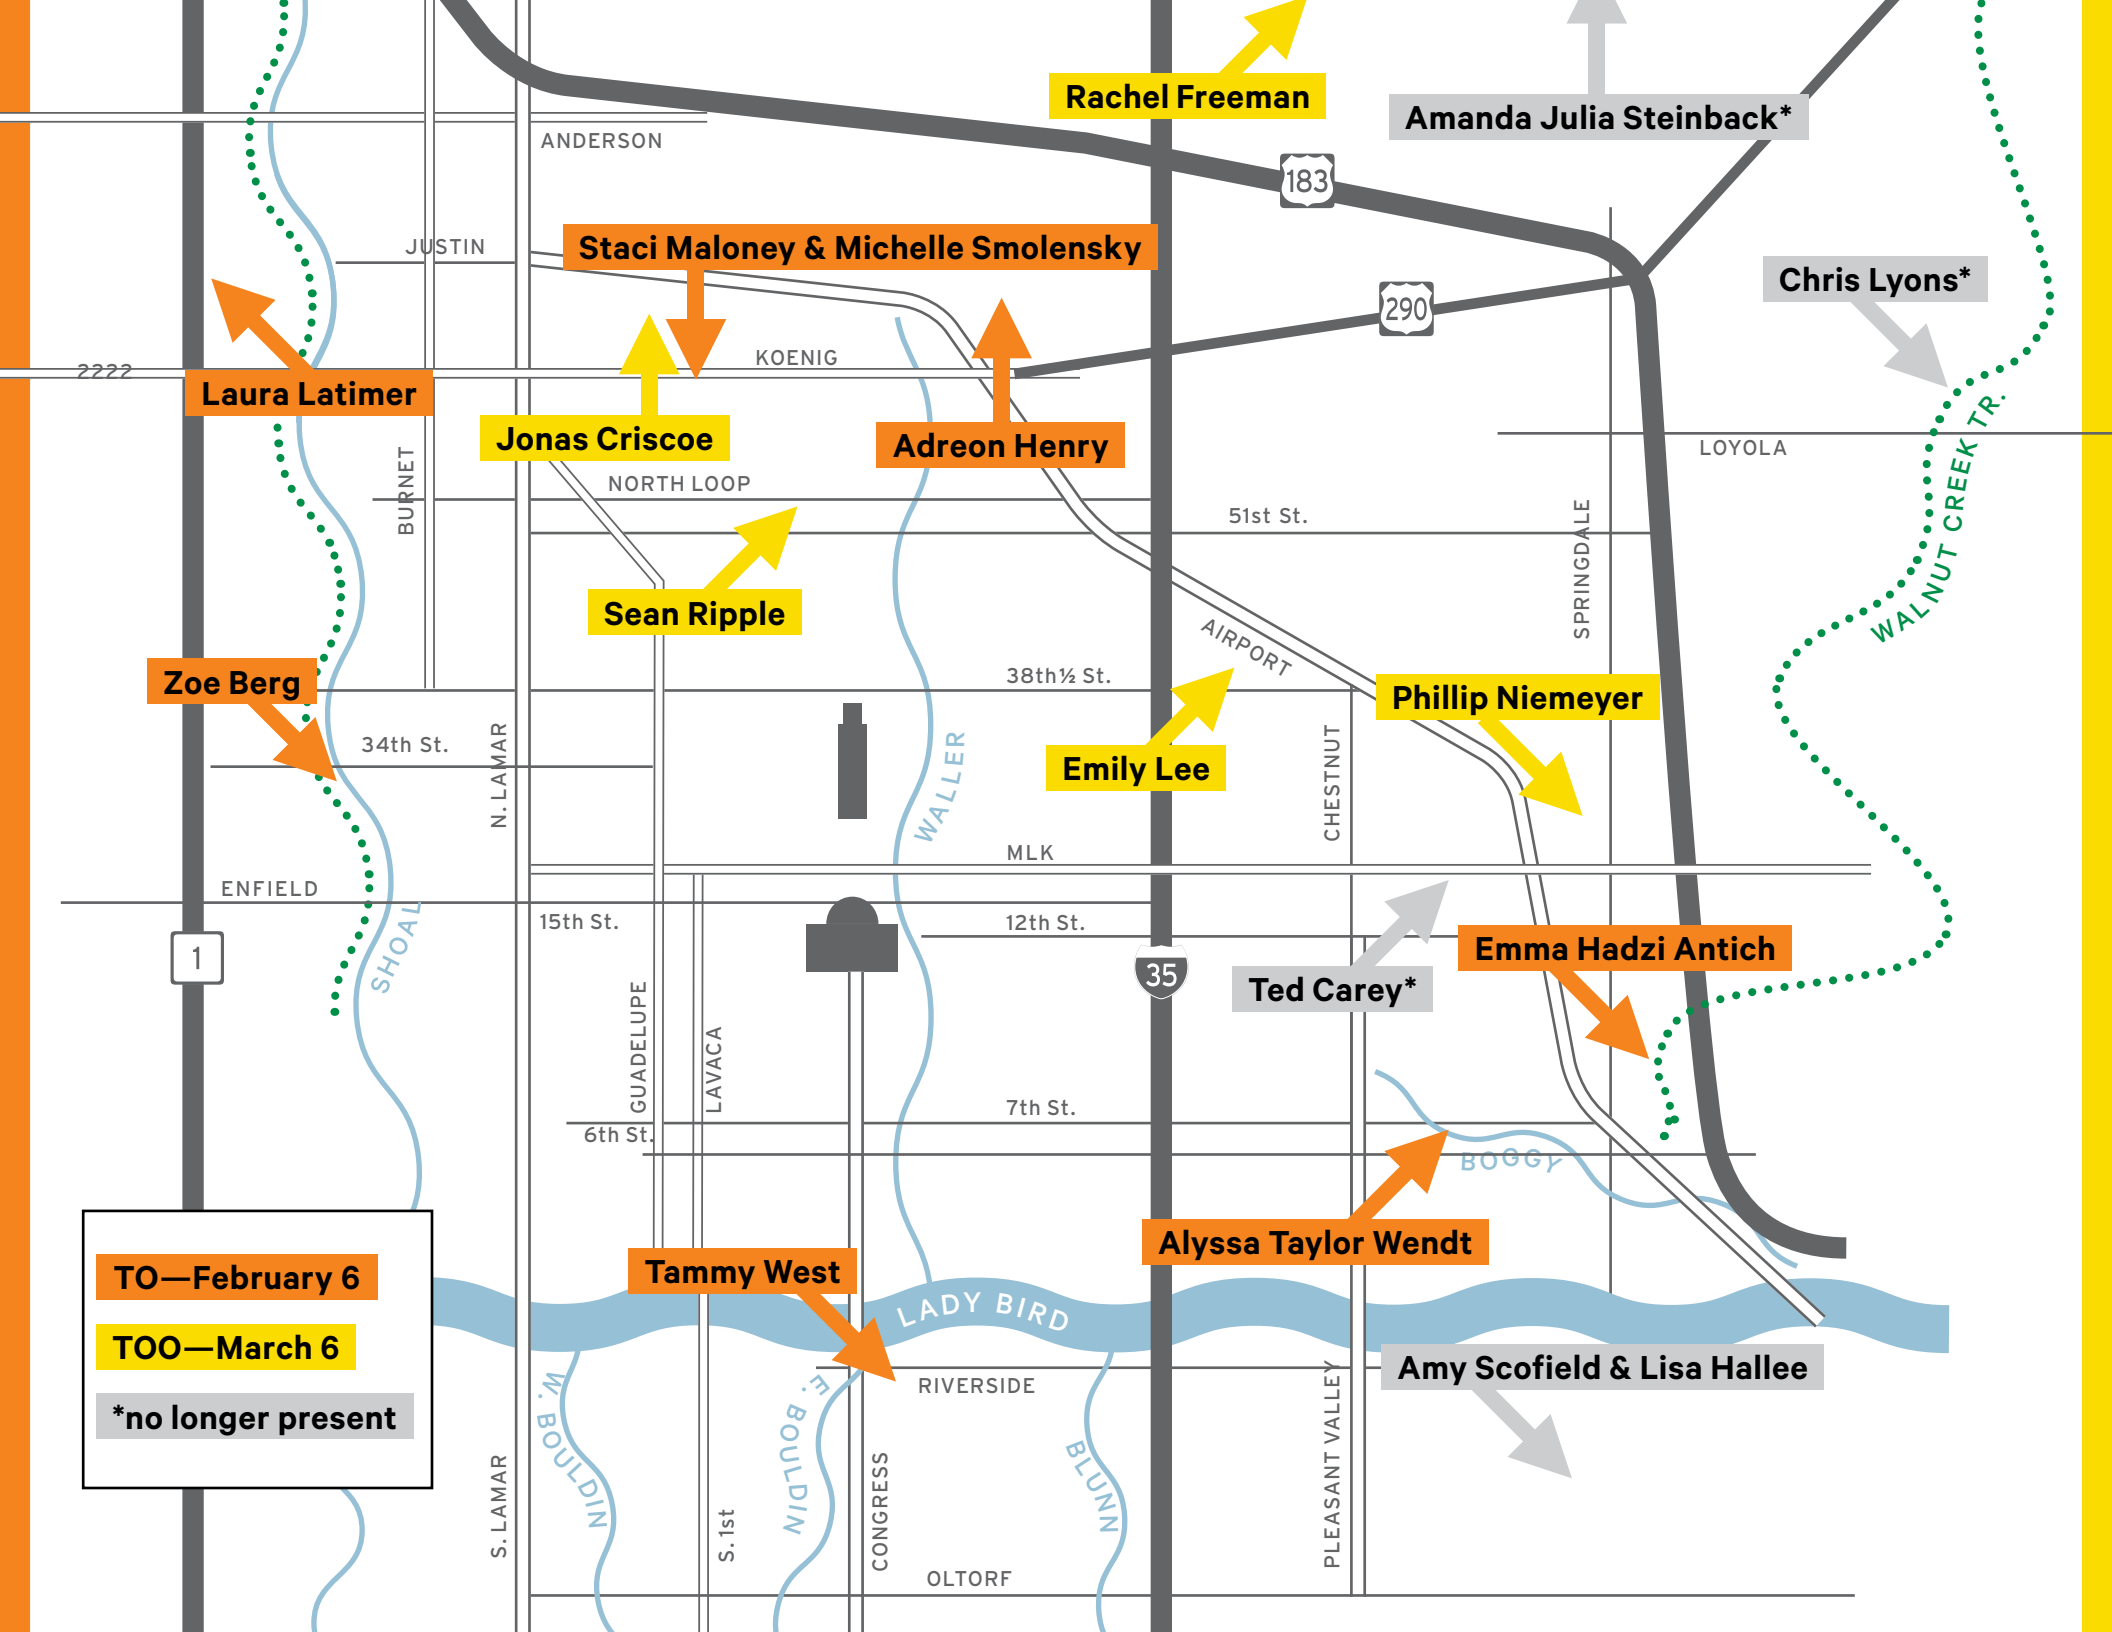 Rachel Freeman
Amanda Julia Steinback*
ANDERSON
183
JUSTIN
Staci Maloney & Michelle Smolensky
Chris Lyons*
290
2222
KOENIG
Laura Latimer
Jonas Criscoe
Adreon Henry
LOYOLA
WALNUT CREEK TR.
BURNET
NORTH LOOP
51st St.
SPRINGDALE
Sean Ripple
AIRPORT
Zoe Berg
38th½ St.
Phillip Niemeyer
34th St.
N. LAMAR
WALLER
Emily Lee
CHESTNUT
MLK
ENFIELD
SHOAL
15th St.
12th St.
Emma Hadzi Antich
1
35
Ted Carey*
GUADELUPE
LAVACA
7th St.
6th St.
BOGGY
Alyssa Taylor Wendt
Tammy West
LADY BIRD
TO—February 6
TOO—March 6
*no longer present
Amy Scofield & Lisa Hallee
RIVERSIDE
W. BOULDIN
E. BOULDIN
S. LAMAR
S. 1st
CONGRESS
BLUNN
PLEASANT VALLEY
OLTORF